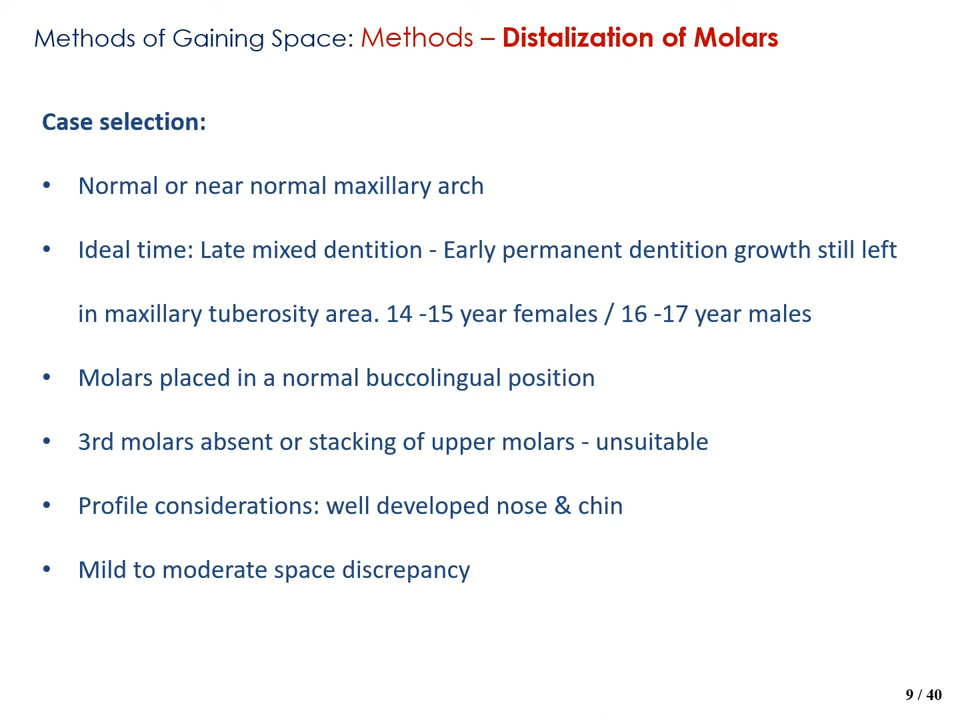 Methods of Gaining Space: Methods – Distalization of Molars
Case selection:
• Normal or near normal maxillary arch
• Ideal time: Late mixed dentition - Early permanent dentition growth still left
in maxillary tuberosity area. 14 -15 year females / 16 -17 year males
• Molars placed in a normal buccolingual position
• 3rd molars absent or stacking of upper molars - unsuitable
• Profile considerations: well developed nose & chin
• Mild to moderate space discrepancy
9 / 40